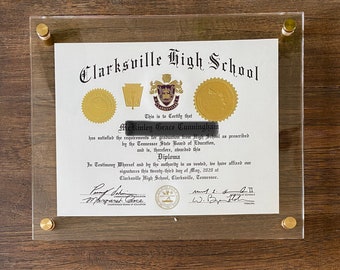 Clarksville High School
This is to Certify that
McKinley Grace Cunningham
has satisfied the requirements for graduation from High School as prescribed
by the Tennessee State Board of Education,
and is, therefore, awarded this
Diploma
In Testimony Whereof and by the authority in us vested, we have affixed our
signatures this twenty-third day of May, 2020 at
Clarksville High School, Clarksville, Tennessee.